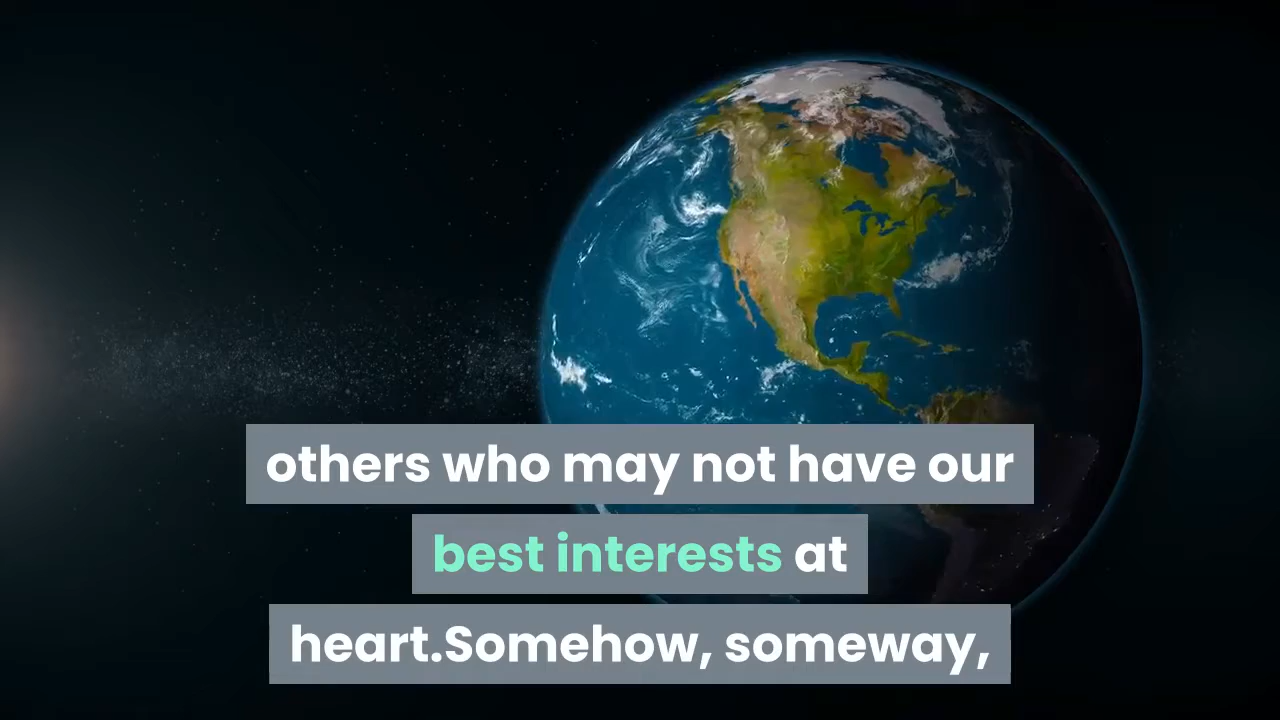 others who may not have our
best interests at
heart.Somehow, someway,